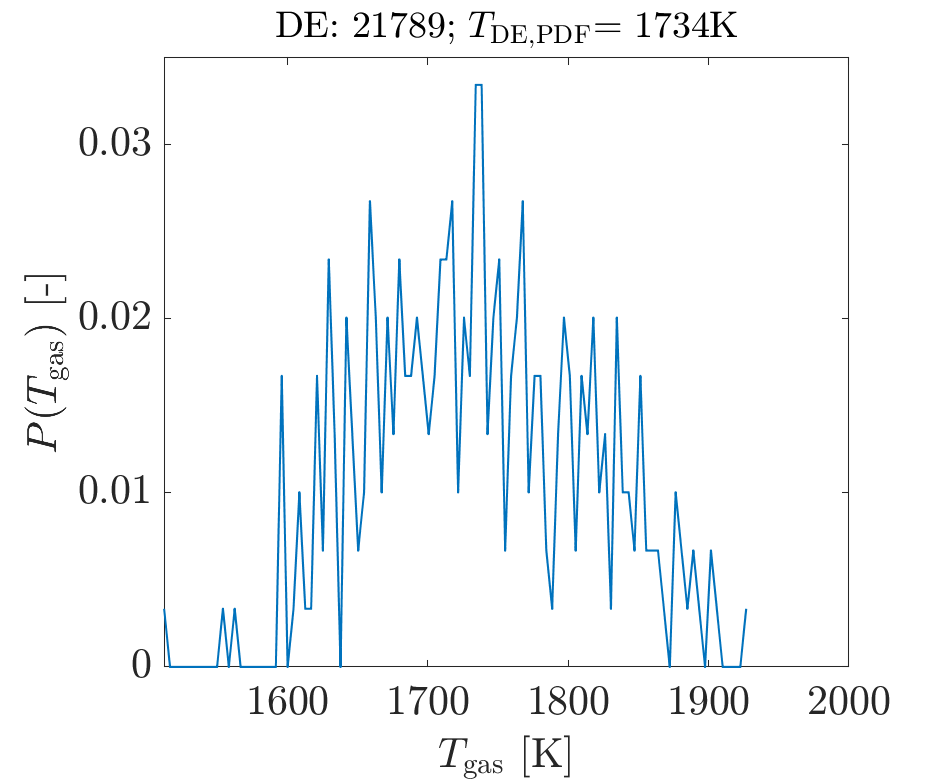 DE: 21789; T_DE,PDF= 1734K
P(T_gas) [-]
0.03
0.02
0.01
0
1600 1700 1800 1900 2000
T_gas [K]